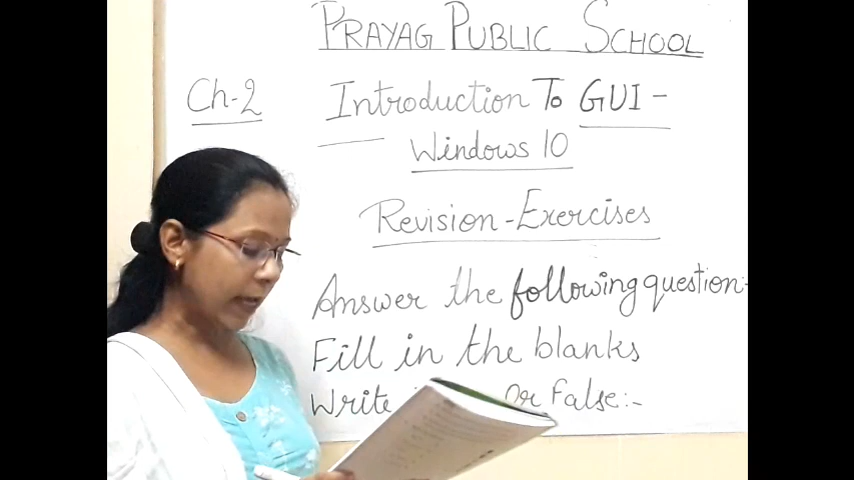 PRAYAG PUBLIC SCHOOL
Ch-2 Introduction To GUI -
Windows 10
Revision-Exercises
Answer the following question:-
Fill in the blanks
Write Or False:-